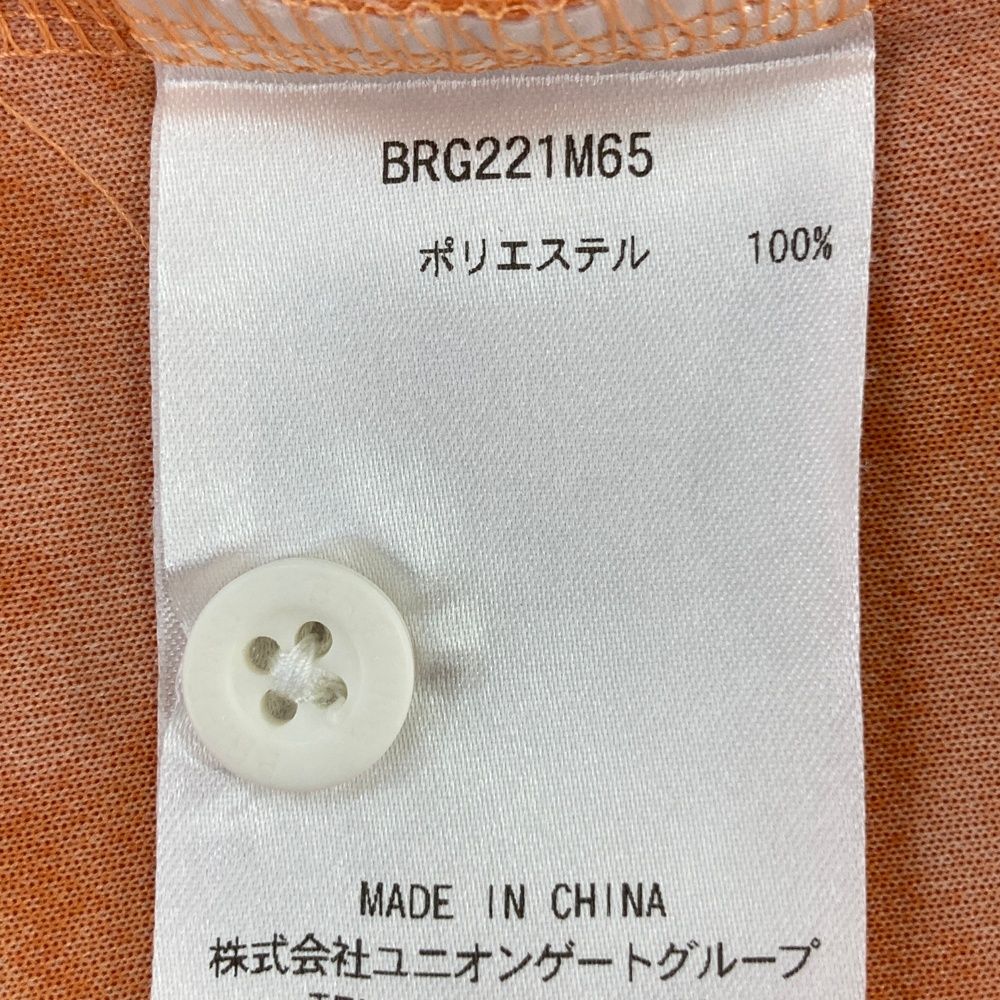 BRG221M65
ポリエステル 100%
MADE IN CHINA
株式会社ユニオンゲートグループ